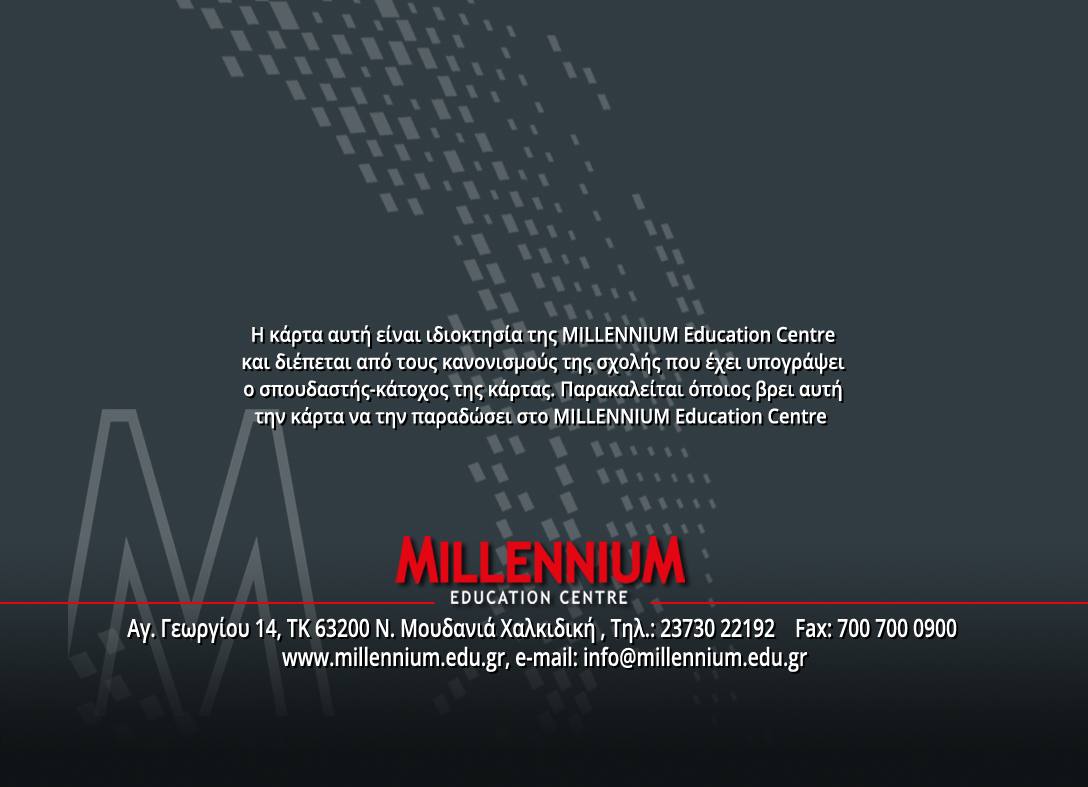 Η κάρτα αυτή είναι ιδιοκτησία της MILLENNIUM Education Centre
και διέπεται από τους κανονισμούς της σχολής που έχει υπογράψει
ο σπουδαστής-κάτοχος της κάρτας. Παρακαλείται όποιος βρει αυτή
την κάρτα να την παραδώσει στο MILLENNIUM Education Centre
M
MILLENNIUM
EDUCATION CENTRE
Αγ. Γεωργίου 14, ΤΚ 63200 Ν. Μουδανιά Χαλκιδική , Τηλ.: 23730 22192 Fax: 700 700 0900
www.millennium.edu.gr, e-mail: info@millennium.edu.gr